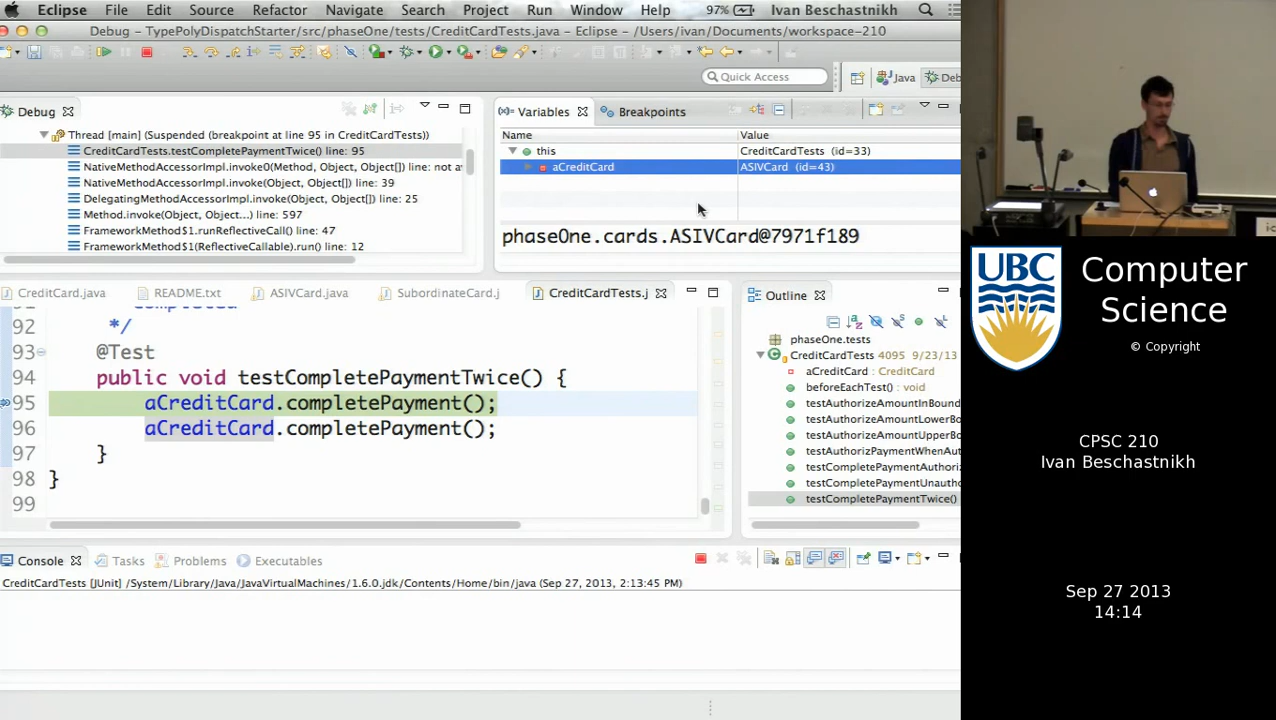 Eclipse File Edit Source Refactor Navigate Search Project Run Window Help 97% Ivan Beschastnikh
Debug - TypePolyDispatchStarter/src/phaseOne/tests/CreditCardTests.java - Eclipse - /Users/ivan/Documents/workspace-210
Quick Access Java Deb
Debug
Thread [main] (Suspended (breakpoint at line 95 in CreditCardTests))
CreditCardTests.testCompletePaymentTwice() line: 95
NativeMethodAccessorImpl.invoke0(Method, Object, Object[]) line: not a
NativeMethodAccessorImpl.invoke(Object, Object[]) line: 39
DelegatingMethodAccessorImpl.invoke(Object, Object[]) line: 25
Method.invoke(Object, Object...) line: 597
FrameworkMethod$1.runReflectiveCall() line: 47
FrameworkMethod$1(ReflectiveCallable).run() line: 12
(x)= Variables Breakpoints
Name Value
this CreditCardTests (id=33)
aCreditCard ASIVCard (id=43)
phaseOne.cards.ASIVCard@7971f189
CreditCard.java README.txt ASIVCard.java SubordinateCard.j CreditCardTests.j
92 */
93 @Test
94 public void testCompletePaymentTwice() {
95 aCreditCard.completePayment();
96 aCreditCard.completePayment();
97 }
98 }
99
Outline
phaseOne.tests
CreditCardTests 4095 9/23/13
aCreditCard : CreditCard
beforeEachTest() : void
testAuthorizeAmountInBound
testAuthorizeAmountLowerBo
testAuthorizeAmountUpperBo
testAuthorizPaymentWhenAut
testCompletePaymentAuthori
testCompletePaymentUnautho
testCompletePaymentTwice()
Console Tasks Problems Executables
CreditCardTests [JUnit] /System/Library/Java/JavaVirtualMachines/1.6.0.jdk/Contents/Home/bin/java (Sep 27, 2013, 2:13:45 PM)
UBC
Computer
Science
© Copyright
CPSC 210
Ivan Beschastnikh
Sep 27 2013
14:14